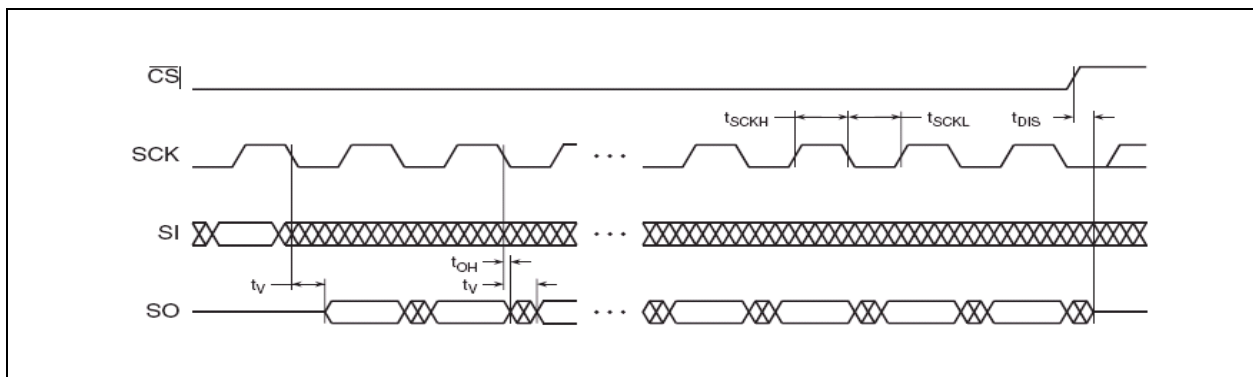 CS
tSCKH tSCKL tDIS
SCK
. . .
SI
. . .
tOH
tV tV
SO
. . .